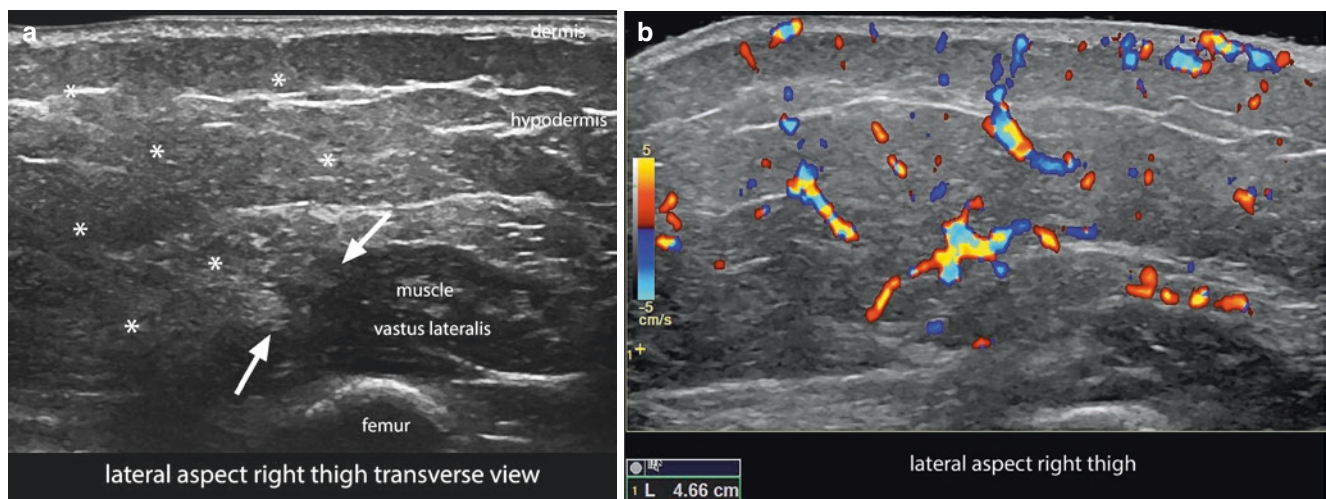 a
dermis
hypodermis
muscle
vastus lateralis
femur
lateral aspect right thigh transverse view
b
5
-5
cm/s
1
lateral aspect right thigh
1 L 4.66 cm